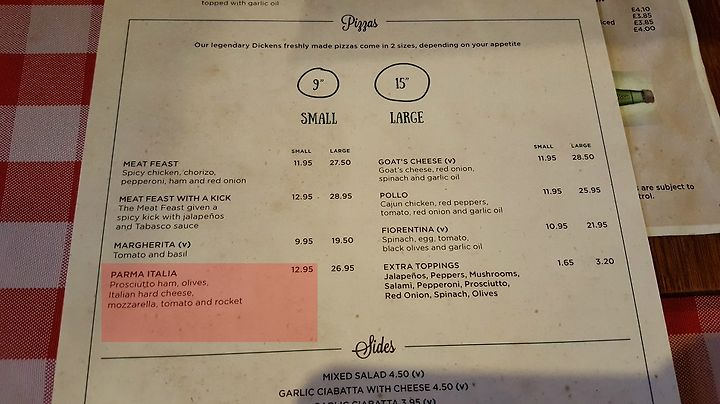 topped with garlic oil
Pizzas
Our legendary Dickens freshly made pizzas come in 2 sizes, depending on your appetite
9" 15"
SMALL LARGE
SMALL LARGE
MEAT FEAST 11.95 27.50
Spicy chicken, chorizo,
pepperoni, ham and red onion
MEAT FEAST WITH A KICK 12.95 28.95
The Meat Feast given a
spicy kick with jalapeños
and Tabasco sauce
MARGHERITA (v) 9.95 19.50
Tomato and basil
PARMA ITALIA 12.95 26.95
Prosciutto ham, olives,
Italian hard cheese,
mozzarella, tomato and rocket
SMALL LARGE
GOAT'S CHEESE (v) 11.95 28.50
Goat's cheese, red onion,
spinach and garlic oil
POLLO 11.95 25.95
Cajun chicken, red peppers,
tomato, red onion and garlic oil
FIORENTINA (v) 10.95 21.95
Spinach, egg, tomato,
black olives and garlic oil
EXTRA TOPPINGS 1.65 3.20
Jalapeños, Peppers, Mushrooms,
Salami, Pepperoni, Prosciutto,
Red Onion, Spinach, Olives
Sides
MIXED SALAD 4.50 (v)
GARLIC CIABATTA WITH CHEESE 4.50 (v)
GARLIC CIABATTA 3.95 (v)
£4.10
£3.85
£3.85
£4.00
are subject to